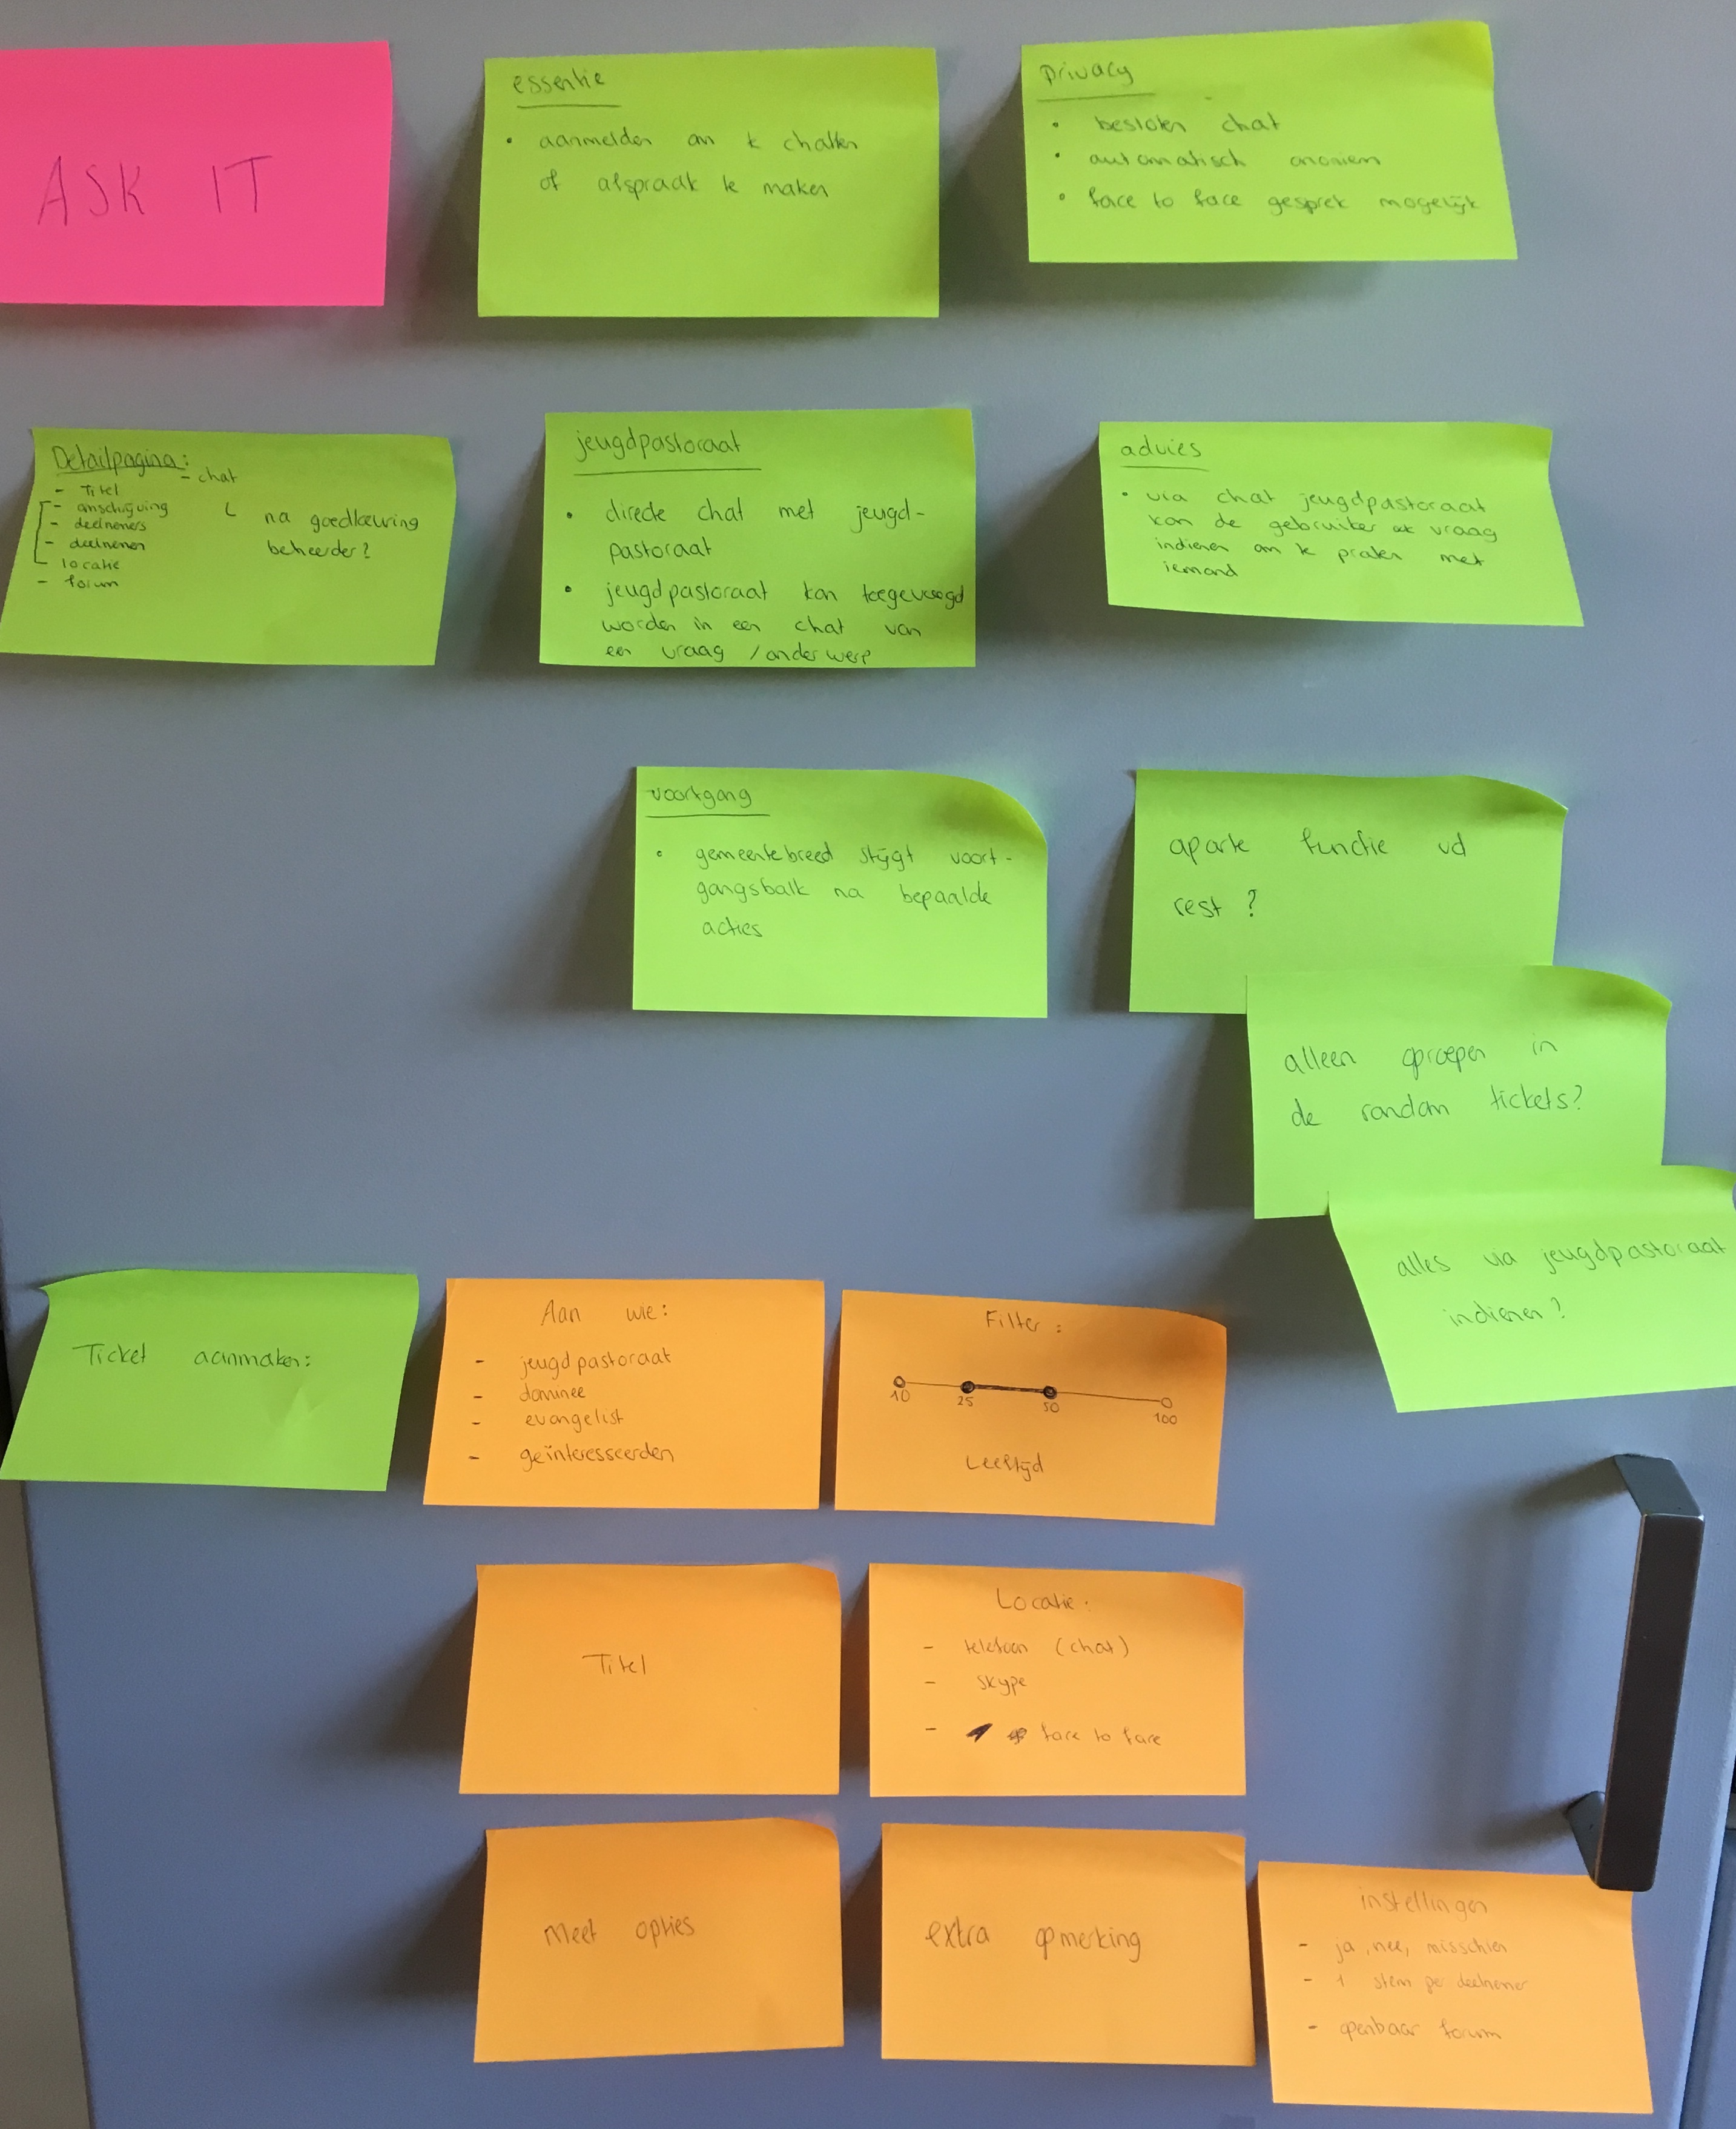 ASK IT
essentie
• aanmelden om te chatten
of afspraak te maken
privacy
• besloten chat
• automatisch anoniem
• face to face gesprek mogelijk
Detailpagina:
- chat
- Titel
- omschrijving
- deelnemers
- deelnemen
- locatie
- forum
na goedkeuring
beheerder?
jeugdpastoraat
• directe chat met jeugd-
pastoraat
• jeugdpastoraat kan toegevoegd
worden in een chat van
een vraag / onderwerp
advies
• via chat jeugdpastoraat
kan de gebruiker vraag
indienen om te praten met
iemand
voortgang
• gemeentebreed stijgt voort-
gangsbalk na bepaalde
acties
aparte functie vd
rest?
alleen oproepen in
de random tickets?
alles via jeugdpastoraat
indienen?
Ticket aanmaken:
Aan wie:
- jeugdpastoraat
- dominee
- evangelist
- geïnteresseerden
Filter:
10 25 50 100
Leeftijd
Titel
Locatie:
- telefoon (chat)
- skype
- face to face
Meet opties
extra opmerking
instellingen
- ja, nee, misschien
- 1 stem per deelnemer
- openbaar forum